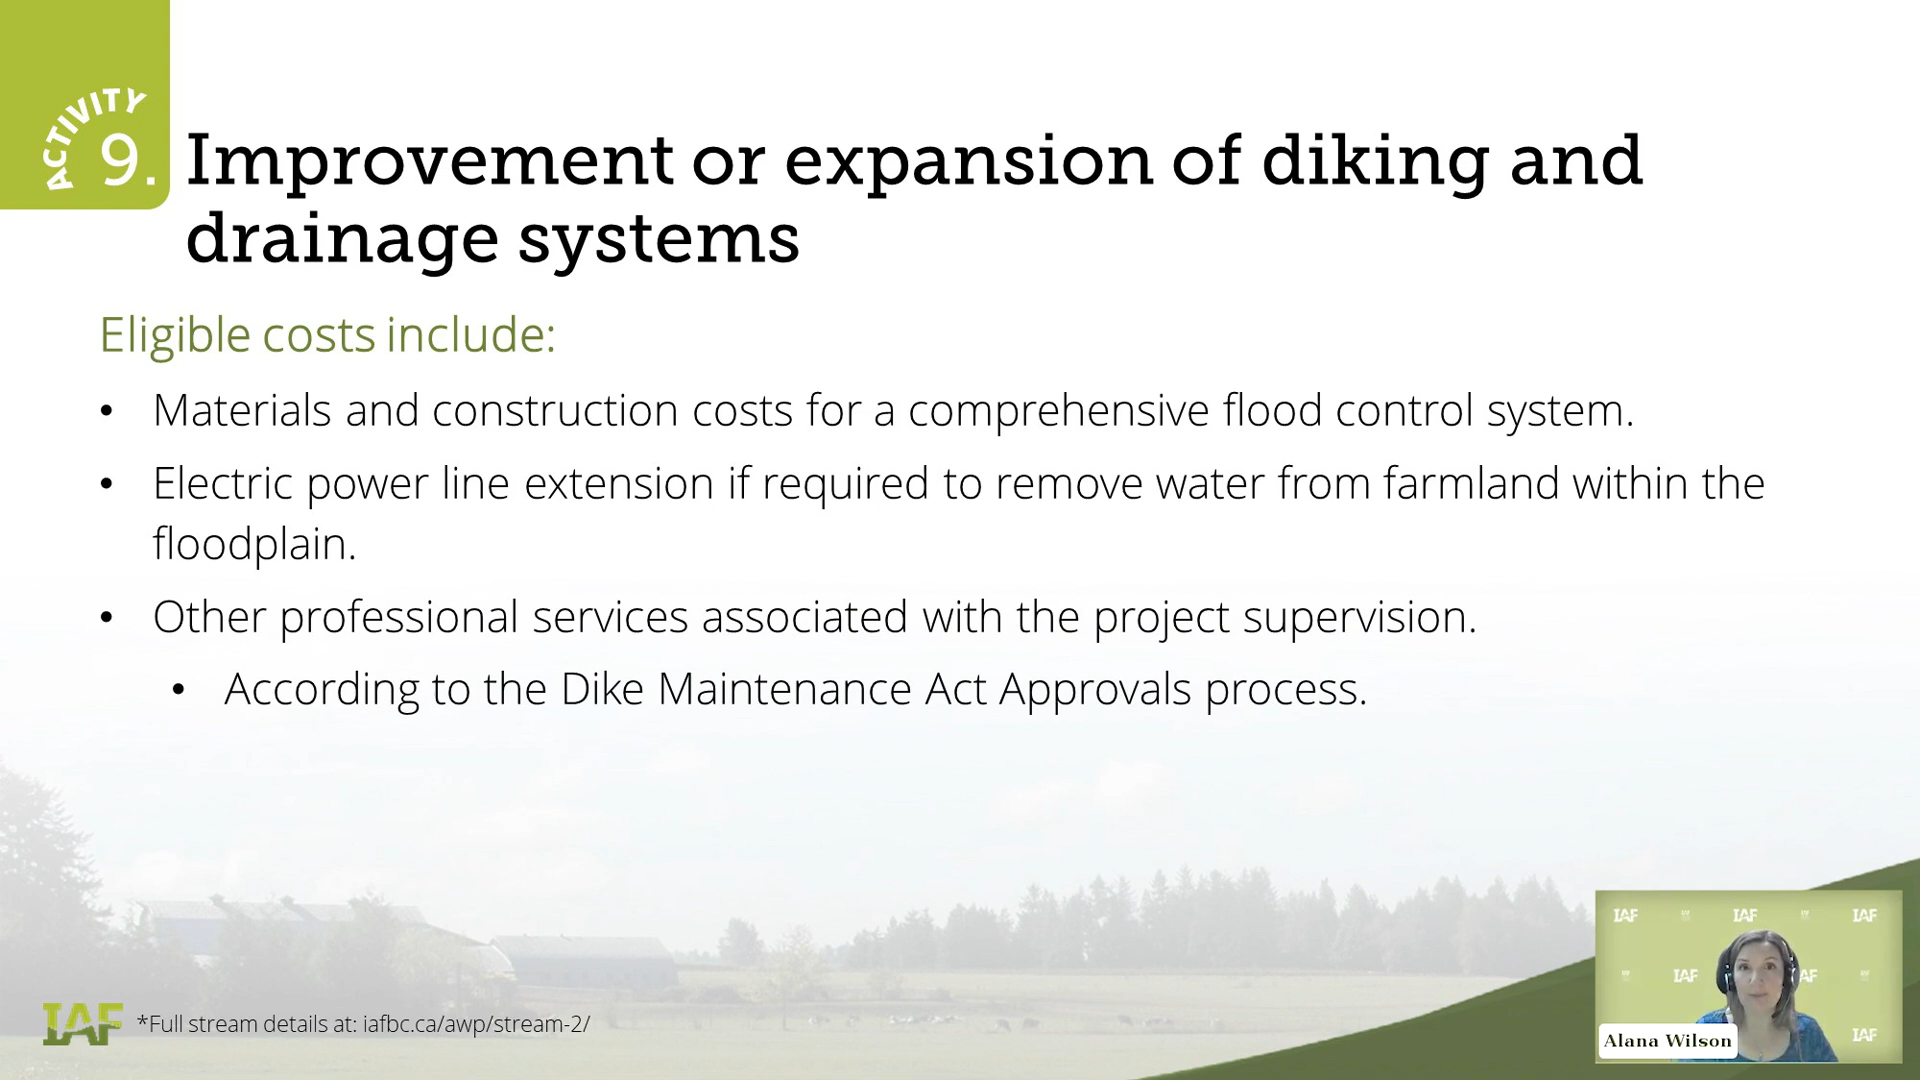 ACTIVITY
9.
Improvement or expansion of diking and
drainage systems
Eligible costs include:
• Materials and construction costs for a comprehensive flood control system.
• Electric power line extension if required to remove water from farmland within the
floodplain.
• Other professional services associated with the project supervision.
• According to the Dike Maintenance Act Approvals process.
IAF
*Full stream details at: iafbc.ca/awp/stream-2/
IAF IAF IAF
IAF AF
IAF
Alana Wilson